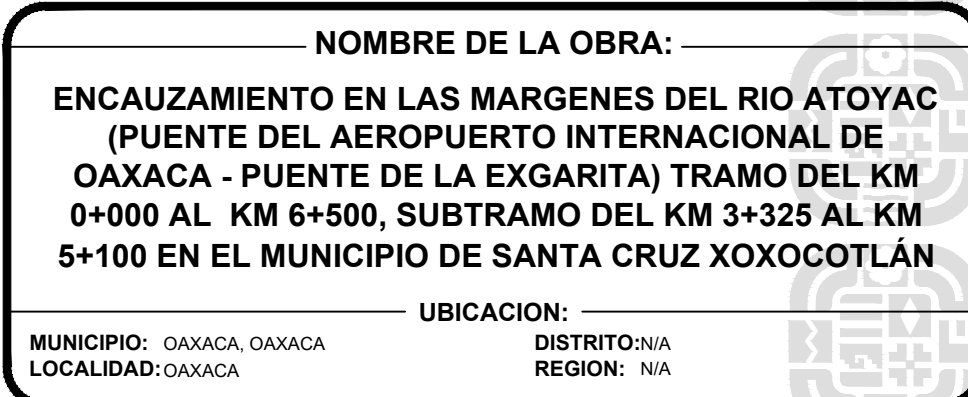 NOMBRE DE LA OBRA:
ENCAUZAMIENTO EN LAS MARGENES DEL RIO ATOYAC
(PUENTE DEL AEROPUERTO INTERNACIONAL DE
OAXACA - PUENTE DE LA EXGARITA) TRAMO DEL KM
0+000 AL KM 6+500, SUBTRAMO DEL KM 3+325 AL KM
5+100 EN EL MUNICIPIO DE SANTA CRUZ XOXOCOTLÁN
UBICACION:
MUNICIPIO: OAXACA, OAXACA DISTRITO:N/A
LOCALIDAD:OAXACA REGION: N/A